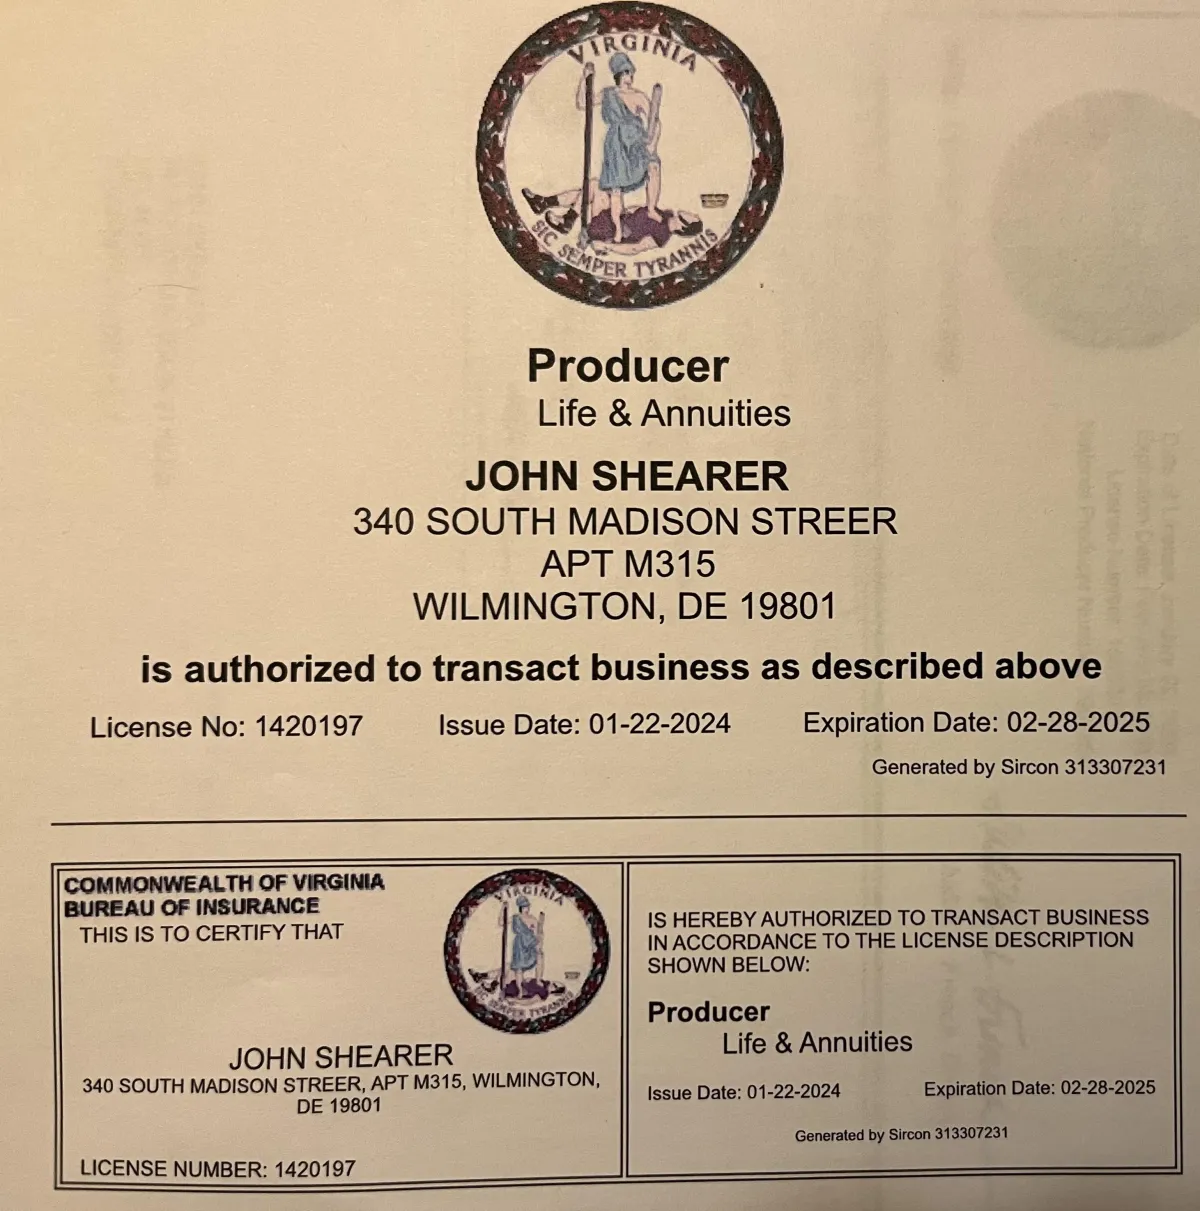 VIRGINIA
SIC SEMPER TYRANNIS
Producer
Life & Annuities
JOHN SHEARER
340 SOUTH MADISON STREER
APT M315
WILMINGTON, DE 19801
is authorized to transact business as described above
License No: 1420197 Issue Date: 01-22-2024 Expiration Date: 02-28-2025
Generated by Sircon 313307231
COMMONWEALTH OF VIRGINIA
BUREAU OF INSURANCE
THIS IS TO CERTIFY THAT
VIRGINIA
SIC SEMPER TYRANNIS
JOHN SHEARER
340 SOUTH MADISON STREER, APT M315, WILMINGTON,
DE 19801
LICENSE NUMBER: 1420197
IS HEREBY AUTHORIZED TO TRANSACT BUSINESS
IN ACCORDANCE TO THE LICENSE DESCRIPTION
SHOWN BELOW:
Producer
Life & Annuities
Issue Date: 01-22-2024 Expiration Date: 02-28-2025
Generated by Sircon 313307231